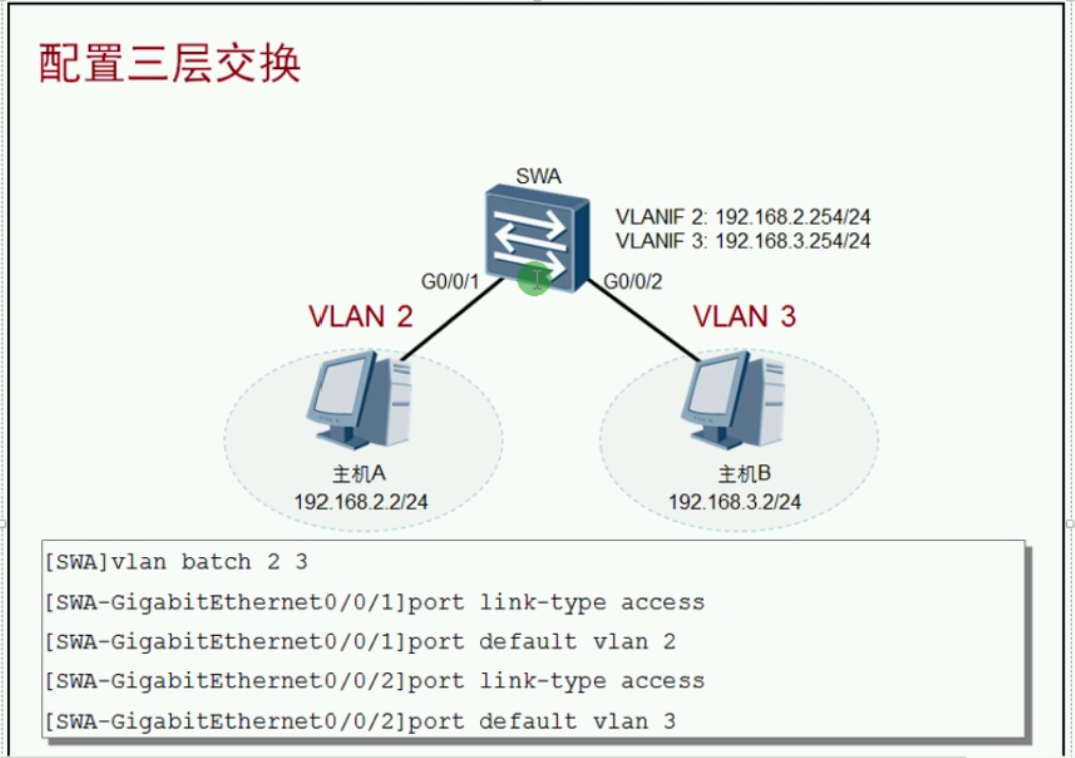 配置三层交换
SWA
VLANIF 2: 192.168.2.254/24
VLANIF 3: 192.168.3.254/24
G0/0/1
G0/0/2
VLAN 2
VLAN 3
主机A
192.168.2.2/24
主机B
192.168.3.2/24
[SWA]vlan batch 2 3
[SWA-GigabitEthernet0/0/1]port link-type access
[SWA-GigabitEthernet0/0/1]port default vlan 2
[SWA-GigabitEthernet0/0/2]port link-type access
[SWA-GigabitEthernet0/0/2]port default vlan 3